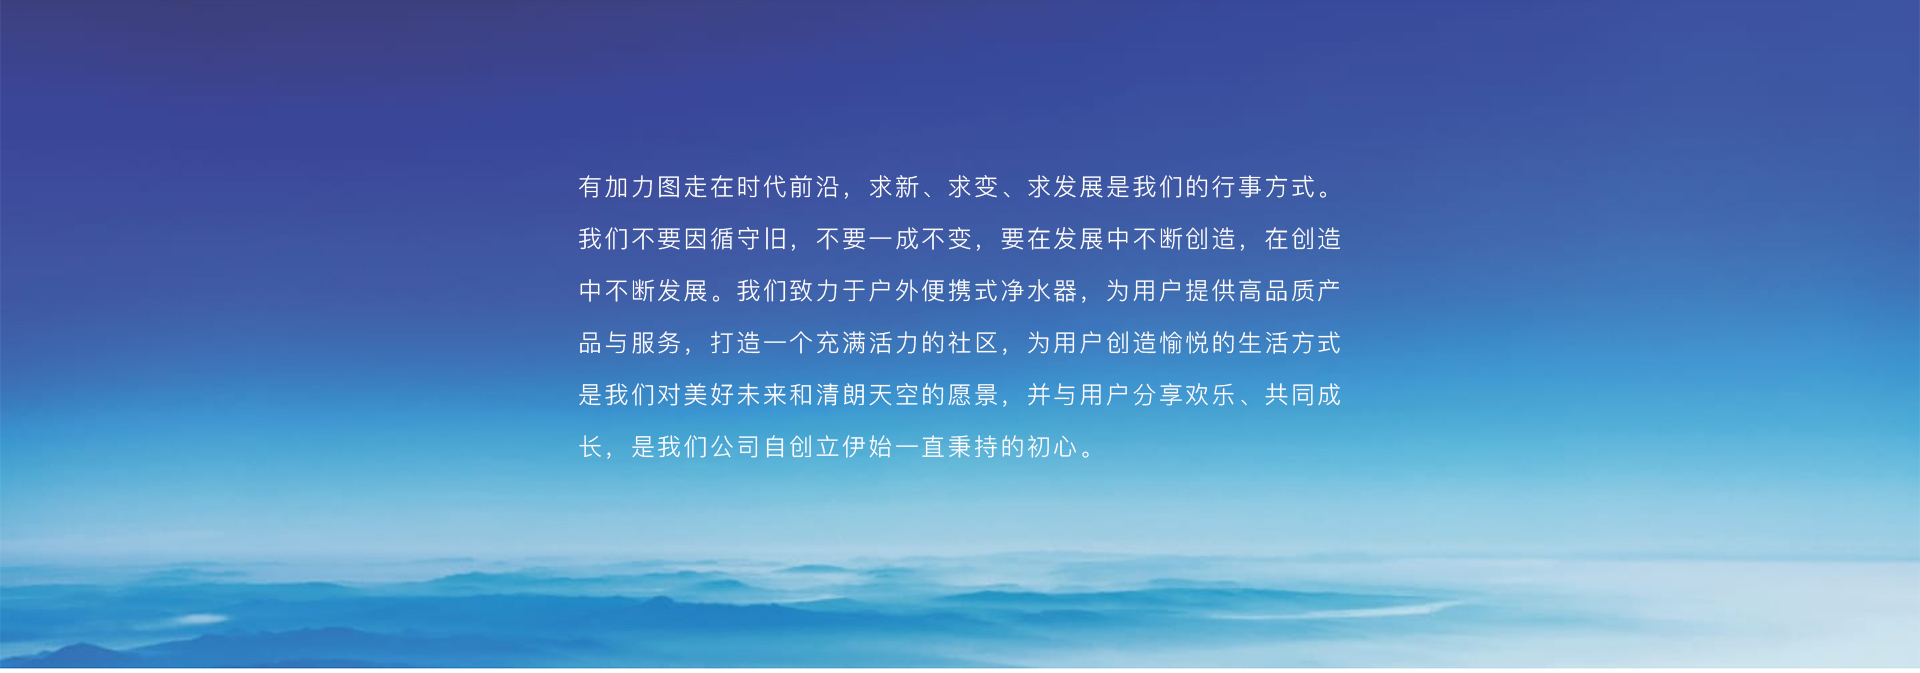 有加力图走在时代前沿，求新、求变、求发展是我们的行事方式。
我们不要因循守旧，不要一成不变，要在发展中不断创造，在创造
中不断发展。我们致力于户外便携式净水器，为用户提供高品质产
品与服务，打造一个充满活力的社区，为用户创造愉悦的生活方式
是我们对美好未来和清朗天空的愿景，并与用户分享欢乐、共同成
长，是我们公司自创立伊始一直秉持的初心。